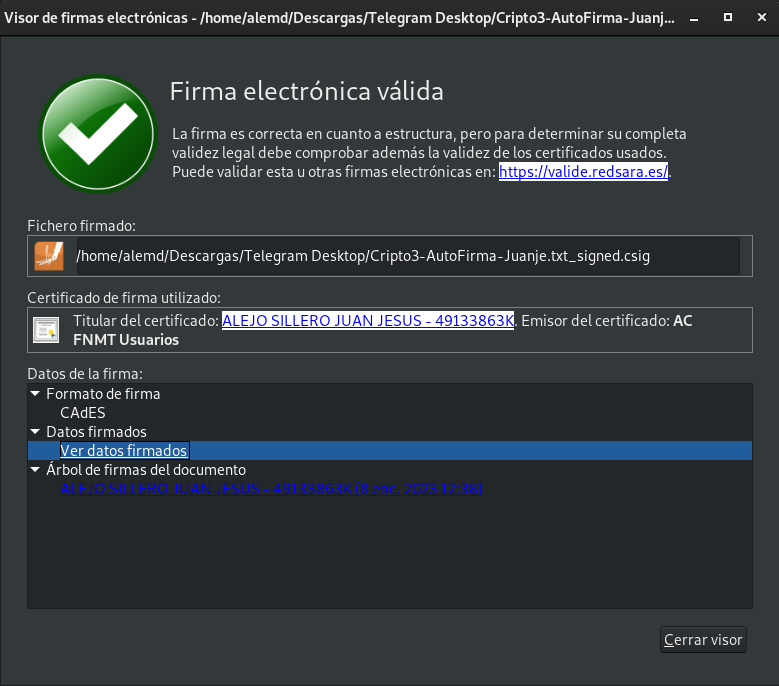 Visor de firmas electrónicas - /home/alemd/Descargas/Telegram Desktop/Cripto3-AutoFirma-Juanj...
Firma electrónica válida
La firma es correcta en cuanto a estructura, pero para determinar su completa
validez legal debe comprobar además la validez de los certificados usados.
Puede validar esta u otras firmas electrónicas en: https://valide.redsara.es/.
Fichero firmado:
/home/alemd/Descargas/Telegram Desktop/Cripto3-AutoFirma-Juanje.txt_signed.csig
Certificado de firma utilizado:
Titular del certificado: ALEJO SILLERO JUAN JESUS - 49133863K. Emisor del certificado: AC
FNMT Usuarios
Datos de la firma:
Formato de firma
CAdES
Datos firmados
Ver datos firmados
Árbol de firmas del documento
ALEJO SILLERO JUAN JESUS - 49133863K (8 ene. 2023 12:38)
Cerrar visor